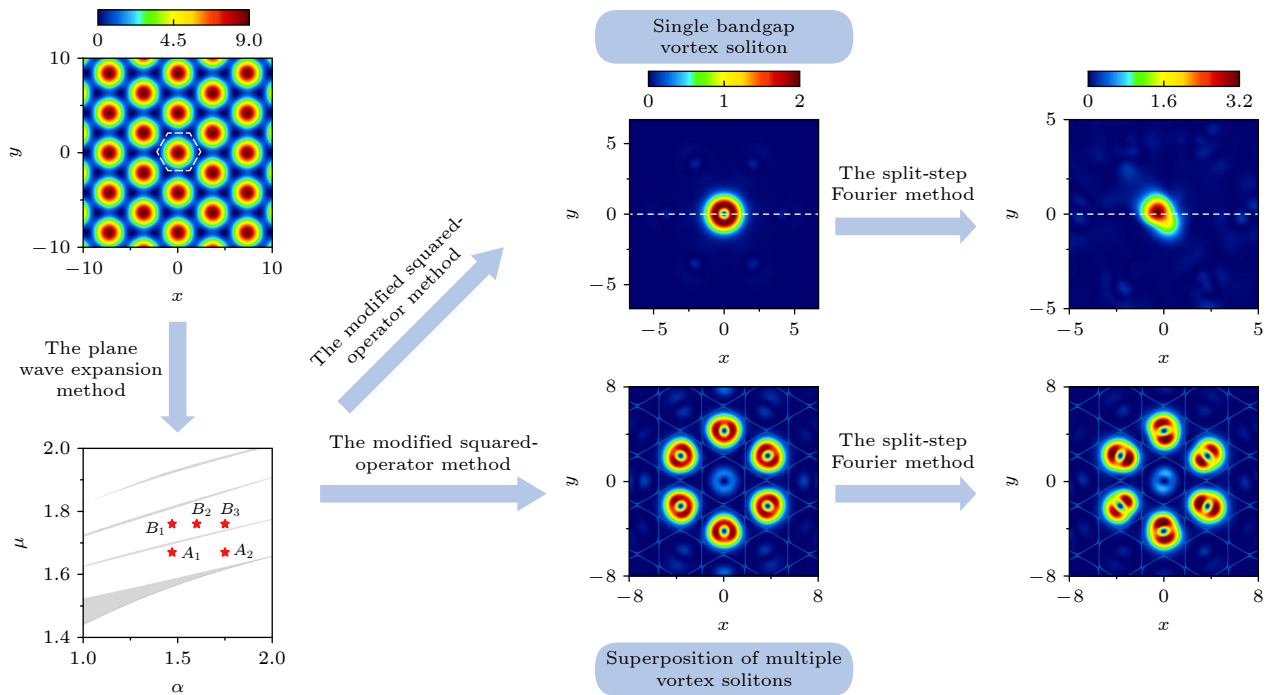 0 4.5 9.0
10
5
y 0
−5
−10
−10 0 10
x
The plane
wave expansion
method
2.0
1.8
μ
1.6
1.4
B₁ B₂ B₃
A₁ A₂
1.0 1.5 2.0
α
The modified squared-
operator method
The modified squared-
operator method
Single bandgap
vortex soliton
0 1 2
5
y 0
−5
−5 0 5
x
The split-step
Fourier method
0 1.6 3.2
5
y 0
−5
−5 0 5
x
8
y 0
−8
−8 0 8
x
The split-step
Fourier method
8
y 0
−8
−8 0 8
x
Superposition of multiple
vortex solitons